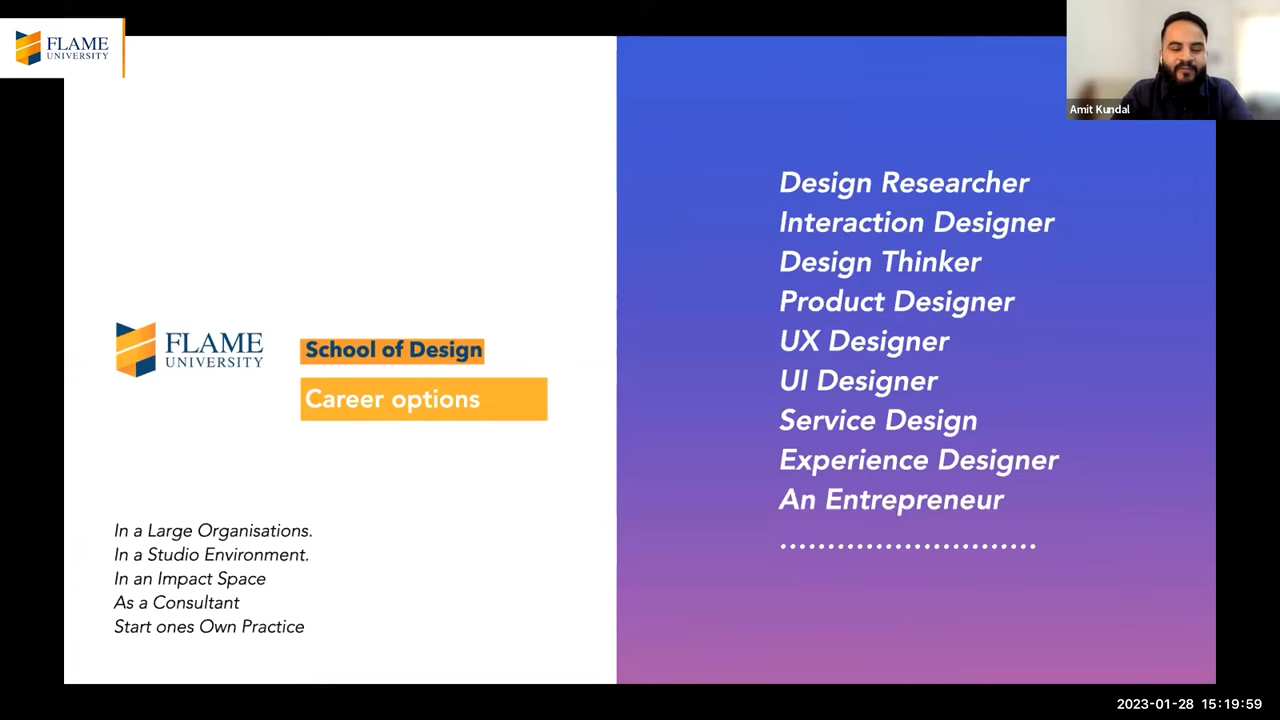 FLAME
UNIVERSITY
Amit Kundal
FLAME
UNIVERSITY
School of Design
Career options
In a Large Organisations.
In a Studio Environment.
In an Impact Space
As a Consultant
Start ones Own Practice
Design Researcher
Interaction Designer
Design Thinker
Product Designer
UX Designer
UI Designer
Service Design
Experience Designer
An Entrepreneur
...........................
2023-01-28 15:19:59